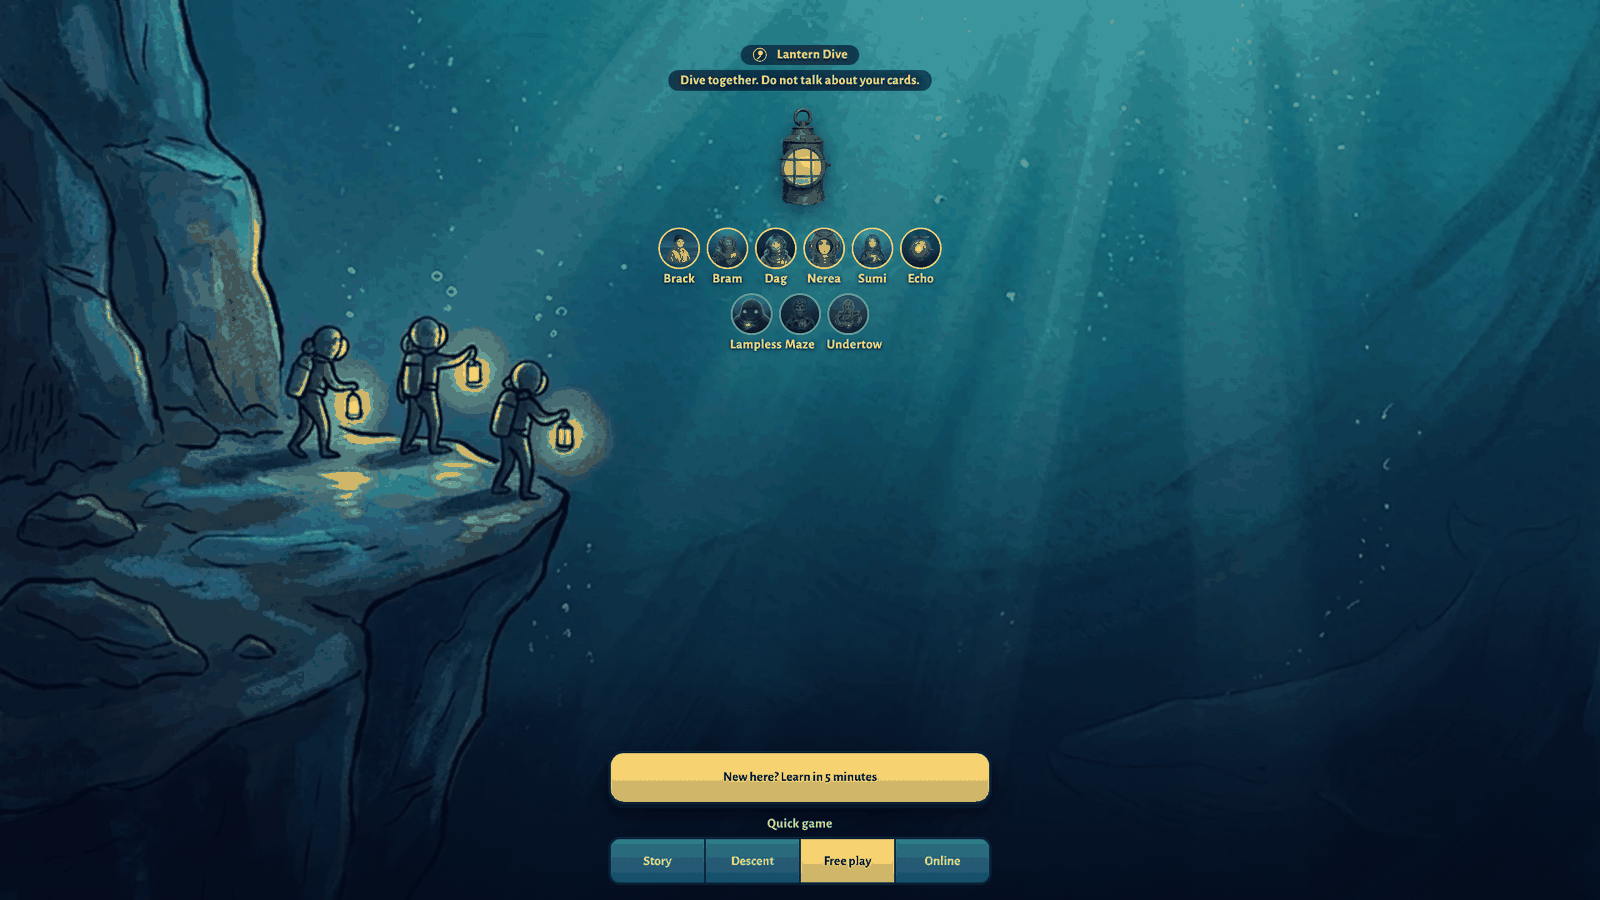 Lantern Dive
Dive together. Do not talk about your cards.
Brack Bram Dag Nerea Sumi Echo
Lampless Maze Undertow
New here? Learn in 5 minutes
Quick game
Story Descent Free play Online